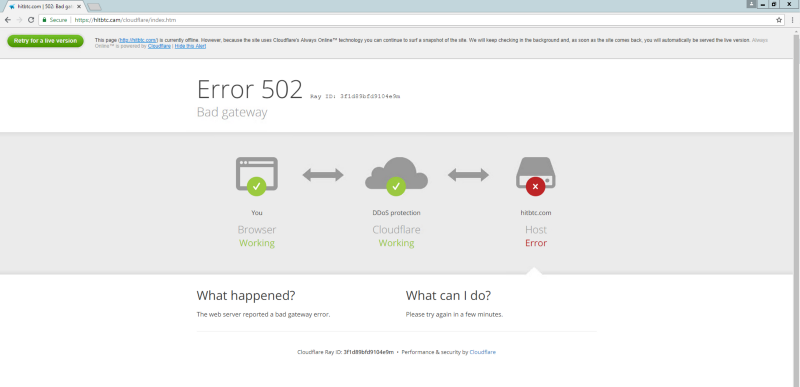 hitbtc.com | 502: Bad gat
Secure
https://hitbtc.cam/cloudflare/index.htm
Retry for a live version
This page (http://hitbtc.com/) is currently offline. However, because the site uses Cloudflare's Always Online™ technology you can continue to surf a snapshot of the site. We will keep checking in the background and, as soon as the site comes back, you will automatically be served the live version. Always
Online™ is powered by Cloudflare | Hide this Alert
Error 502 Ray ID: 3f1d89bfd9104e9m
Bad gateway
You
Browser
Working
DDoS protection
Cloudflare
Working
hitbtc.com
Host
Error
What happened?
The web server reported a bad gateway error.
What can I do?
Please try again in a few minutes.
Cloudflare Ray ID: 3f1d89bfd9104e9m • Performance & security by Cloudflare